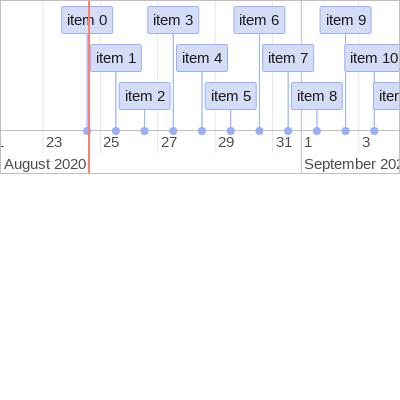 item 0 item 3 item 6 item 9
item 1 item 4 item 7 item 10
item 2 item 5 item 8
23 25 27 29 31 1 3
August 2020 September